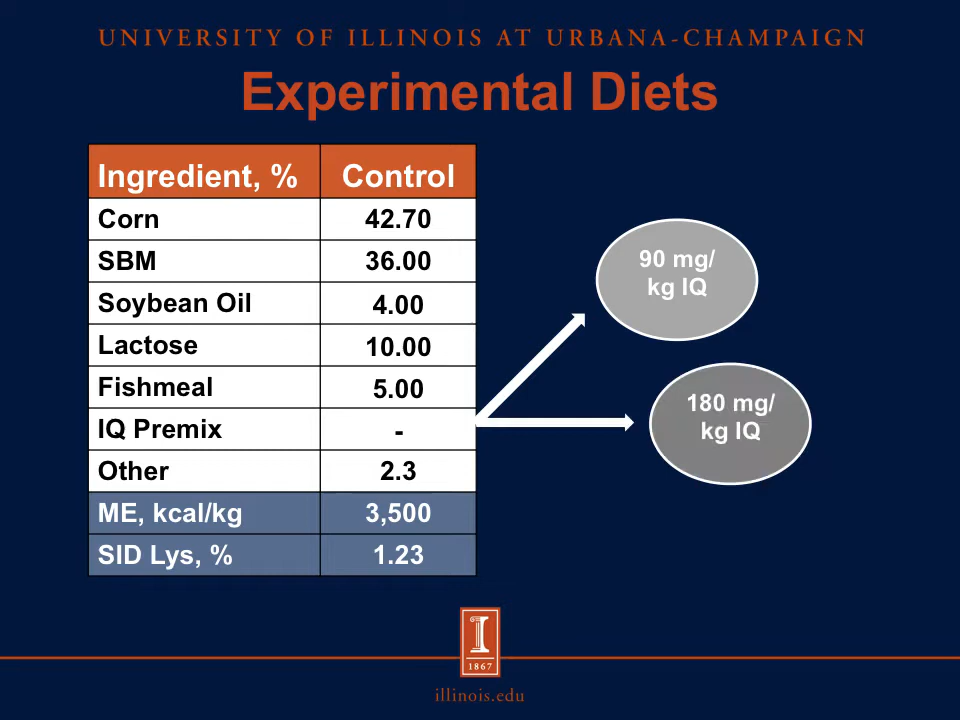 UNIVERSITY OF ILLINOIS AT URBANA-CHAMPAIGN
Experimental Diets
Ingredient, % Control
Corn 42.70
SBM 36.00
Soybean Oil 4.00
Lactose 10.00
Fishmeal 5.00
IQ Premix -
Other 2.3
ME, kcal/kg 3,500
SID Lys, % 1.23
90 mg/
kg IQ
180 mg/
kg IQ
I
1867
illinois.edu